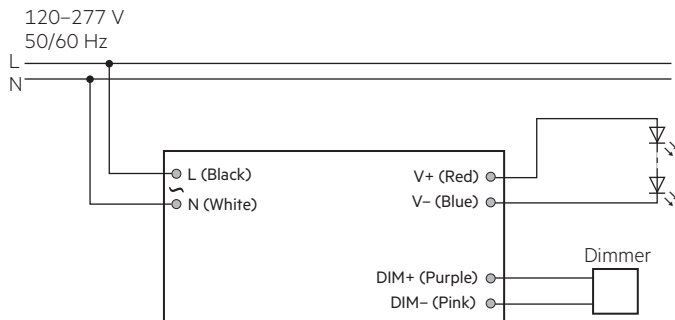 120–277 V
50/60 Hz
L
N
L (Black)
~
N (White)
V+ (Red)
V– (Blue)
Dimmer
DIM+ (Purple)
DIM– (Pink)